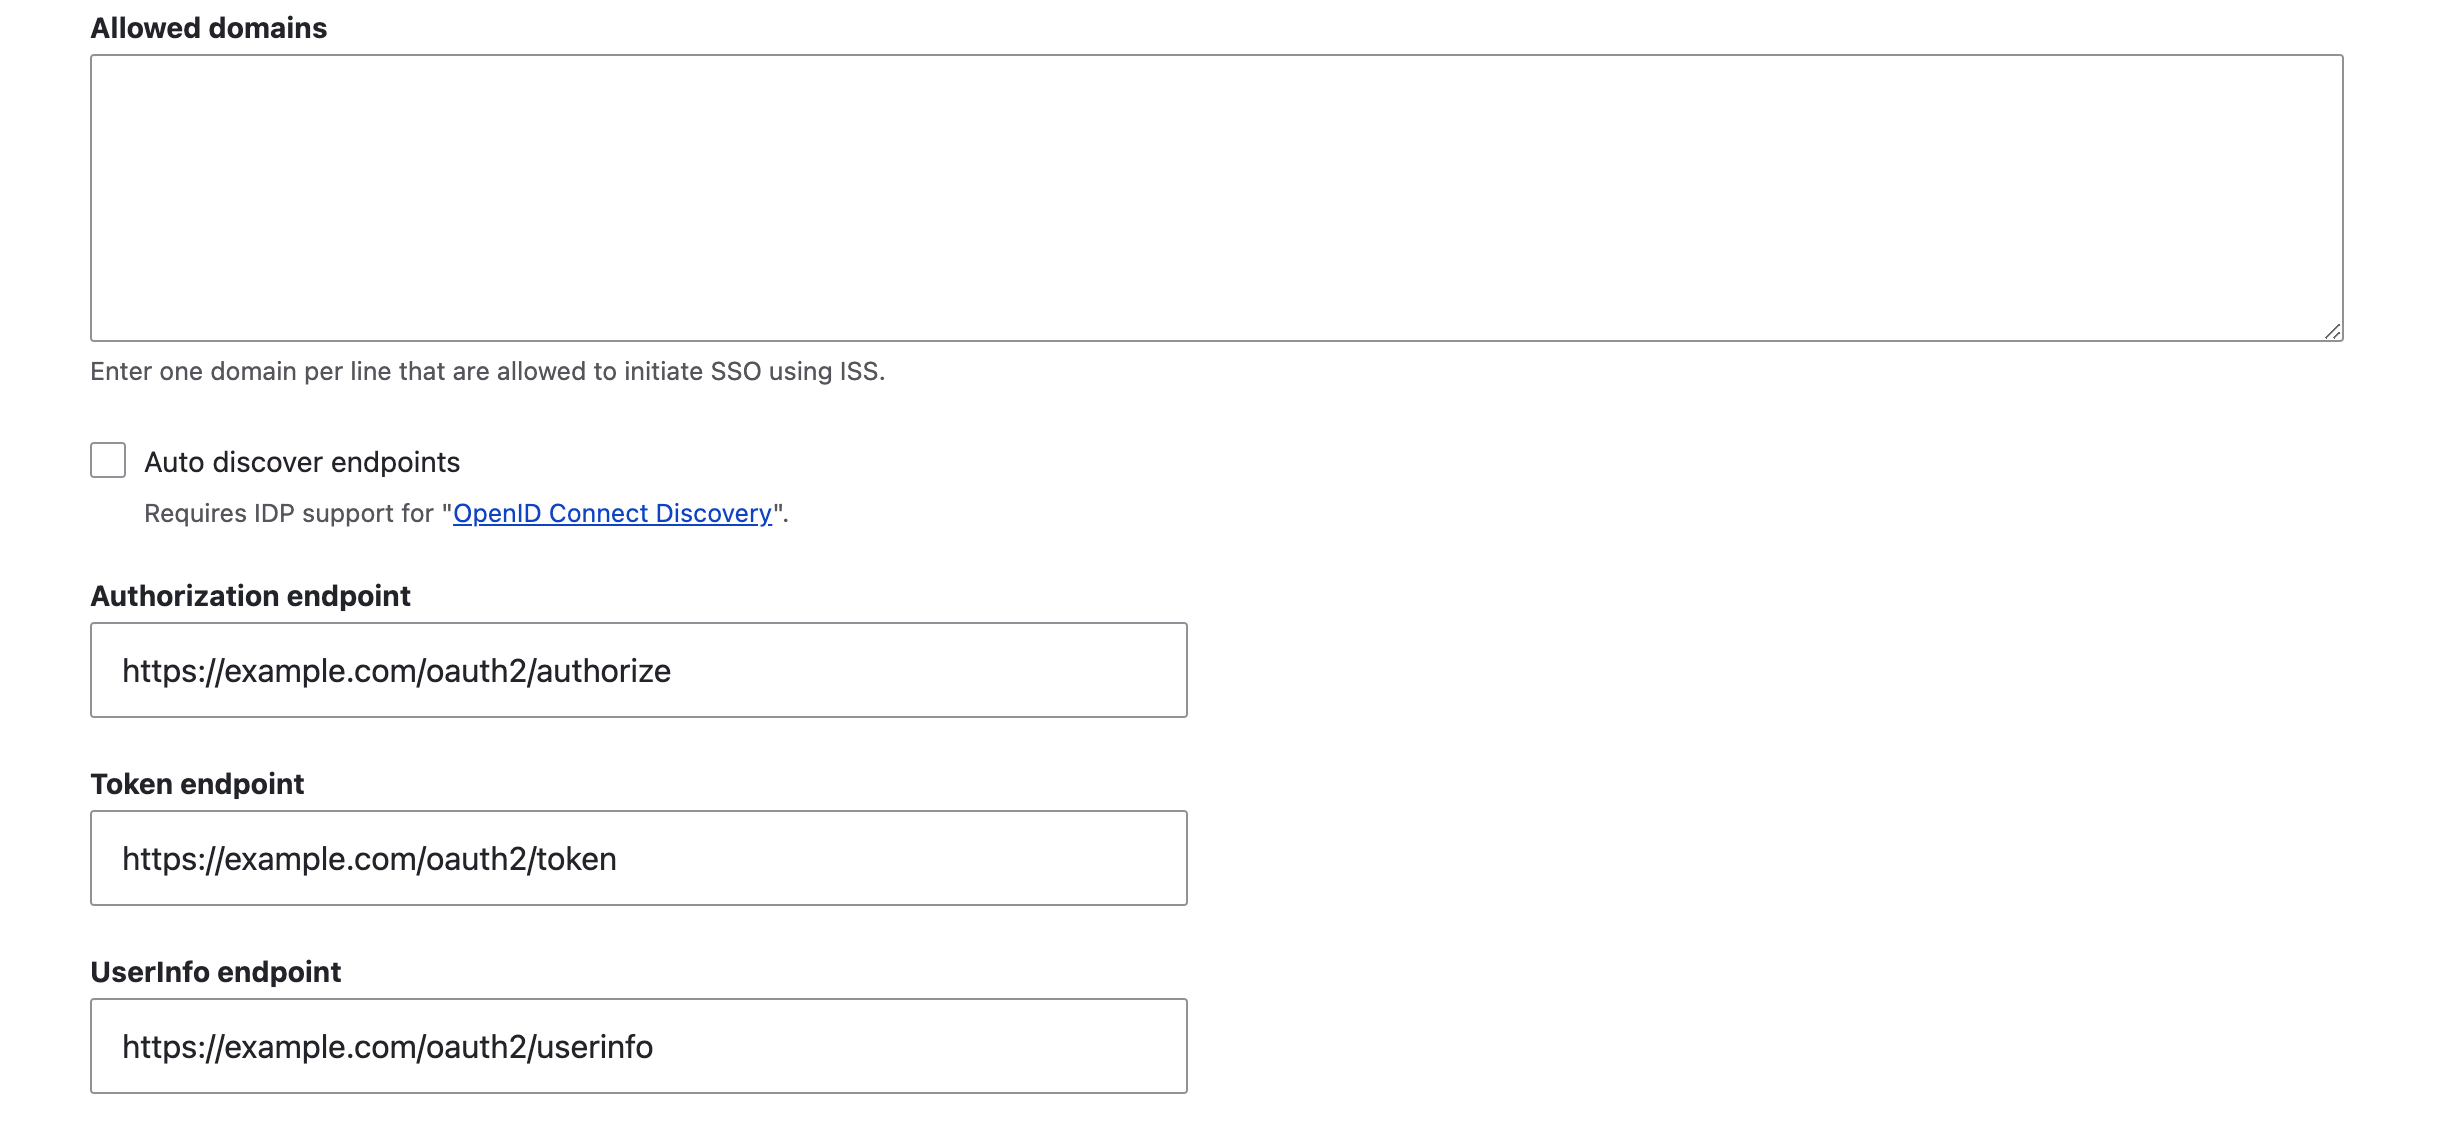 Allowed domains
Enter one domain per line that are allowed to initiate SSO using ISS.
Auto discover endpoints
Requires IDP support for "OpenID Connect Discovery".
Authorization endpoint
https://example.com/oauth2/authorize
Token endpoint
https://example.com/oauth2/token
UserInfo endpoint
https://example.com/oauth2/userinfo